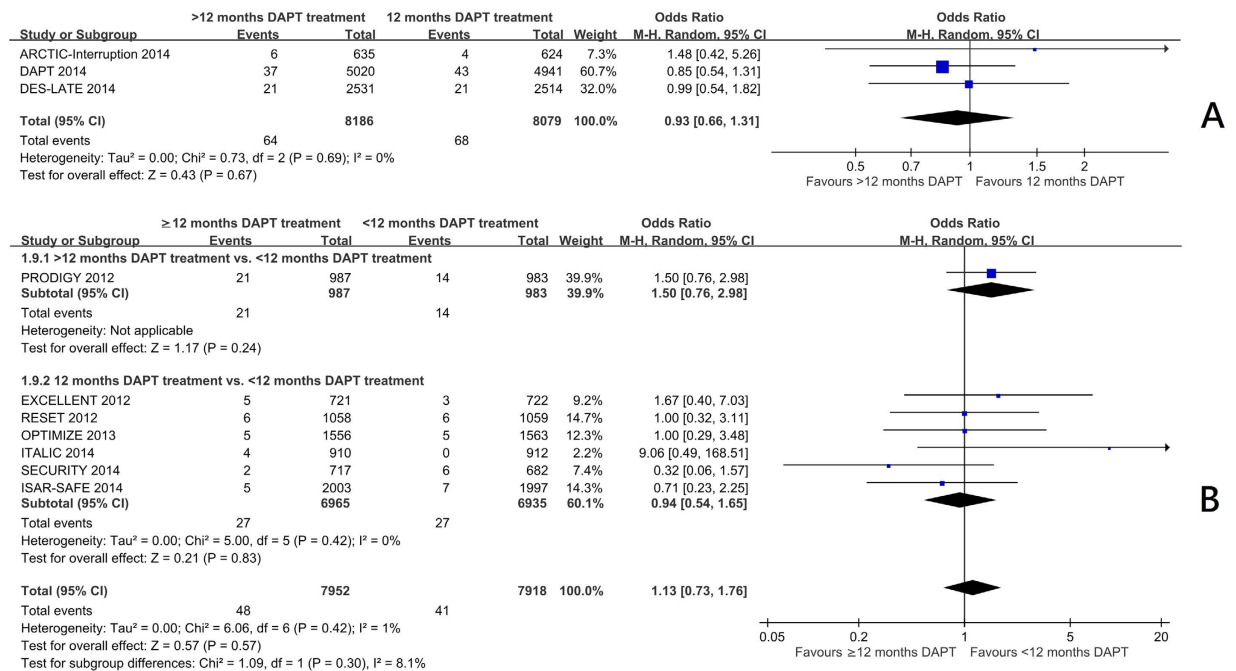 >12 months DAPT treatment 12 months DAPT treatment Odds Ratio Odds Ratio
Study or Subgroup Events Total Events Total Weight M-H, Random, 95% CI M-H, Random, 95% CI
ARCTIC-Interruption 2014 6 635 4 624 7.3% 1.48 [0.42, 5.26]
DAPT 2014 37 5020 43 4941 60.7% 0.85 [0.54, 1.31]
DES-LATE 2014 21 2531 21 2514 32.0% 0.99 [0.54, 1.82]
Total (95% CI) 8186 8079 100.0% 0.93 [0.66, 1.31]
A
Total events 64 68
Heterogeneity: Tau² = 0.00; Chi² = 0.73, df = 2 (P = 0.69); I² = 0%
Test for overall effect: Z = 0.43 (P = 0.67)
0.5 0.7 1 1.5 2
Favours >12 months DAPT Favours 12 months DAPT
≥12 months DAPT treatment <12 months DAPT treatment Odds Ratio Odds Ratio
Study or Subgroup Events Total Events Total Weight M-H, Random, 95% CI M-H, Random, 95% CI
1.9.1 >12 months DAPT treatment vs. <12 months DAPT treatment
PRODIGY 2012 21 987 14 983 39.9% 1.50 [0.76, 2.98]
Subtotal (95% CI) 987 983 39.9% 1.50 [0.76, 2.98]
Total events 21 14
Heterogeneity: Not applicable
Test for overall effect: Z = 1.17 (P = 0.24)
1.9.2 12 months DAPT treatment vs. <12 months DAPT treatment
EXCELLENT 2012 5 721 3 722 9.2% 1.67 [0.40, 7.03]
RESET 2012 6 1058 6 1059 14.7% 1.00 [0.32, 3.11]
OPTIMIZE 2013 5 1556 5 1563 12.3% 1.00 [0.29, 3.48]
ITALIC 2014 4 910 0 912 2.2% 9.06 [0.49, 168.51]
SECURITY 2014 2 717 6 682 7.4% 0.32 [0.06, 1.57]
ISAR-SAFE 2014 5 2003 7 1997 14.3% 0.71 [0.23, 2.25]
Subtotal (95% CI) 6965 6935 60.1% 0.94 [0.54, 1.65]
B
Total events 27 27
Heterogeneity: Tau² = 0.00; Chi² = 5.00, df = 5 (P = 0.42); I² = 0%
Test for overall effect: Z = 0.21 (P = 0.83)
Total (95% CI) 7952 7918 100.0% 1.13 [0.73, 1.76]
Total events 48 41
Heterogeneity: Tau² = 0.00; Chi² = 6.06, df = 6 (P = 0.42); I² = 1%
Test for overall effect: Z = 0.57 (P = 0.57)
Test for subgroup differences: Chi² = 1.09, df = 1 (P = 0.30), I² = 8.1%
0.05 0.2 1 5 20
Favours ≥12 months DAPT Favours <12 months DAPT